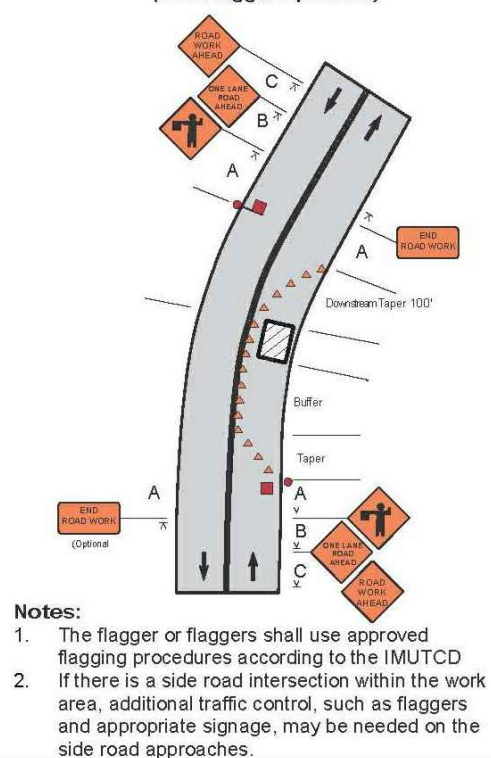 ROAD
WORK
AHEAD
C
ONE LANE
ROAD
AHEAD
B
A
END
ROAD WORK
A
Downstream Taper 100'
Buffer
Taper
A
END
ROAD WORK
(Optional
A
B
ONE LANE
ROAD
AHEAD
C
ROAD
WORK
AHEAD
Notes:
1. The flagger or flaggers shall use approved
flagging procedures according to the IMUTCD
2. If there is a side road intersection within the work
area, additional traffic control, such as flaggers
and appropriate signage, may be needed on the
side road approaches.